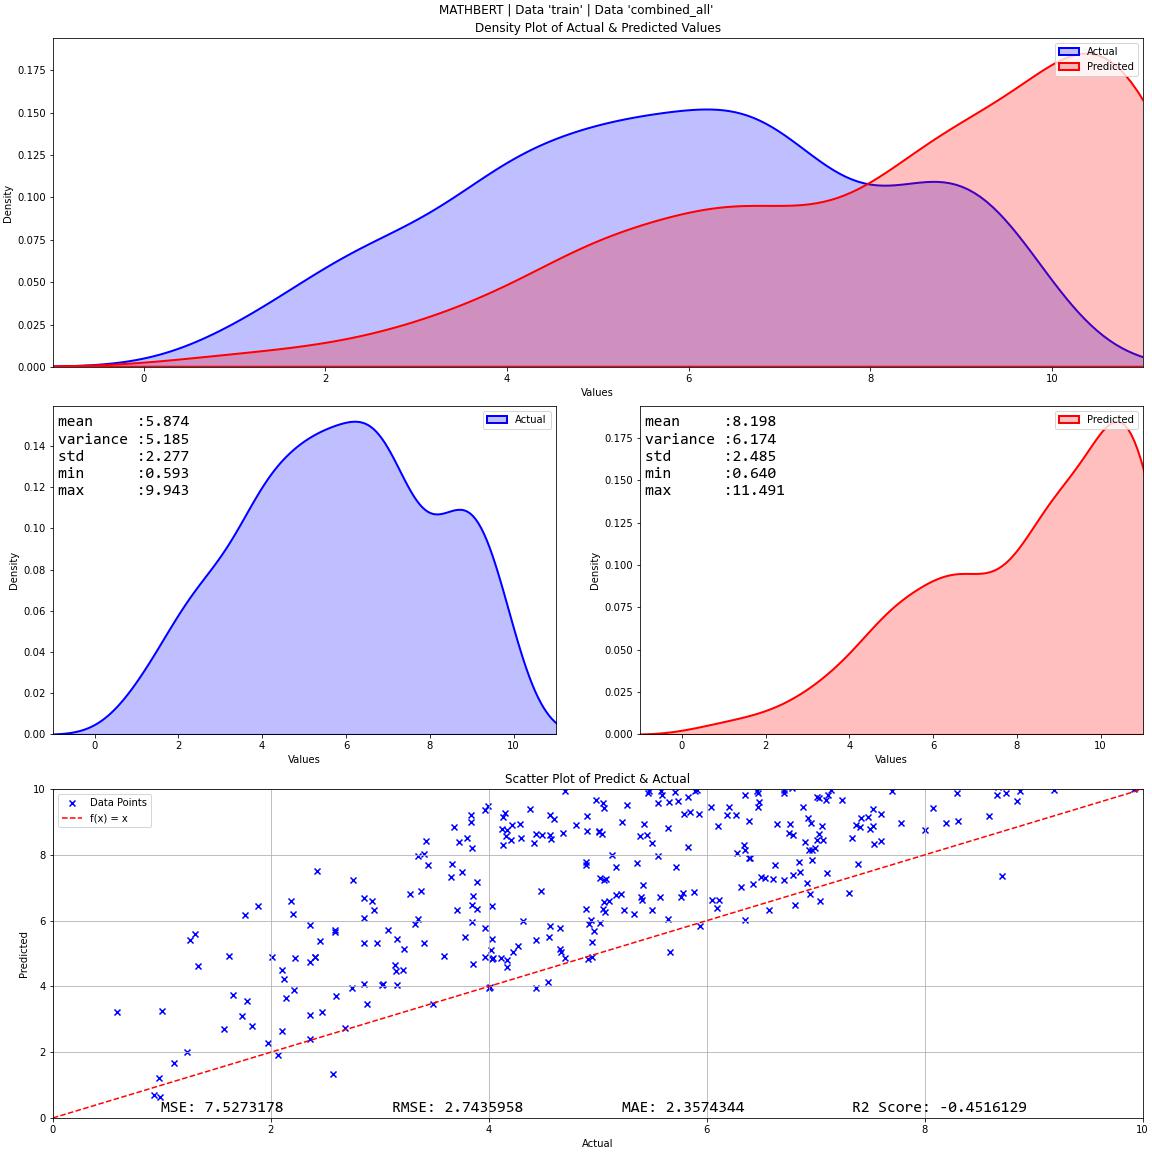 MATHBERT | Data 'train' | Data 'combined_all'
Density Plot of Actual & Predicted Values
Actual
Predicted
0.175
0.150
0.125
0.100
0.075
0.050
0.025
0.000
Density
0 2 4 6 8 10
Values
mean :5.874
variance :5.185
std :2.277
min :0.593
max :9.943
Actual
0.14
0.12
0.10
0.08
0.06
0.04
0.02
0.00
Density
0 2 4 6 8 10
Values
mean :8.198
variance :6.174
std :2.485
min :0.640
max :11.491
Predicted
0.175
0.150
0.125
0.100
0.075
0.050
0.025
0.000
Density
0 2 4 6 8 10
Values
Scatter Plot of Predict & Actual
Data Points
f(x) = x
10
8
6
4
2
0
Predicted
MSE: 7.5273178 RMSE: 2.7435958 MAE: 2.3574344 R2 Score: -0.4516129
0 2 4 6 8 10
Actual